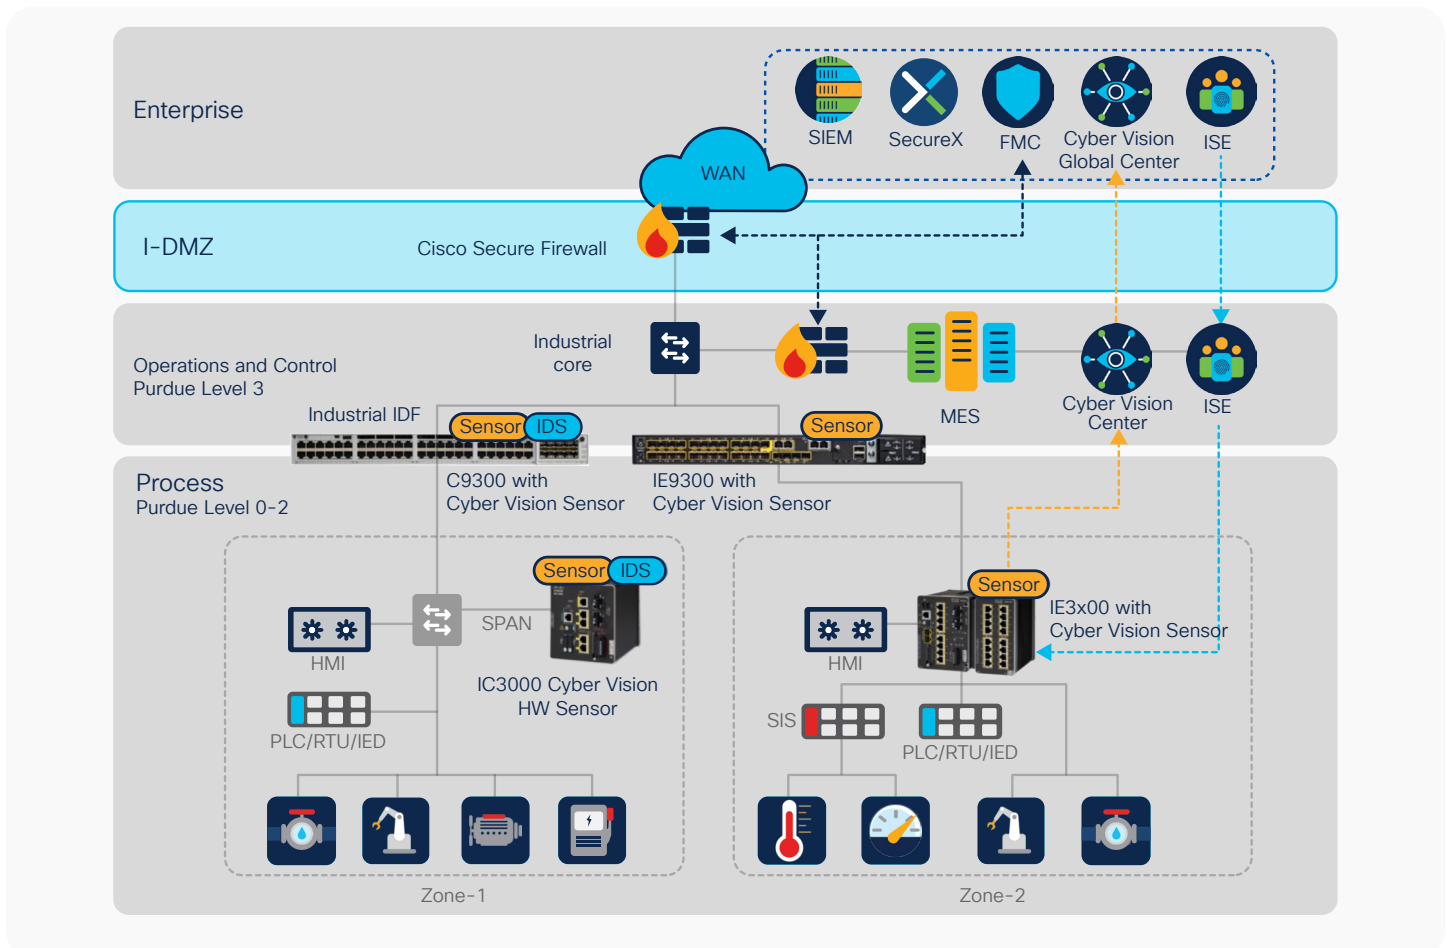 Enterprise
SIEM
SecureX
FMC
Cyber Vision
Global Center
ISE
WAN
I-DMZ
Cisco Secure Firewall
Operations and Control
Purdue Level 3
Industrial
core
MES
Cyber Vision
Center
ISE
Industrial IDF
Sensor
IDS
Sensor
Process
Purdue Level 0-2
C9300 with
Cyber Vision Sensor
IE9300 with
Cyber Vision Sensor
Sensor
IDS
HMI
SPAN
IC3000 Cyber Vision
HW Sensor
PLC/RTU/IED
Zone-1
Sensor
IE3x00 with
Cyber Vision Sensor
HMI
SIS
PLC/RTU/IED
Zone-2